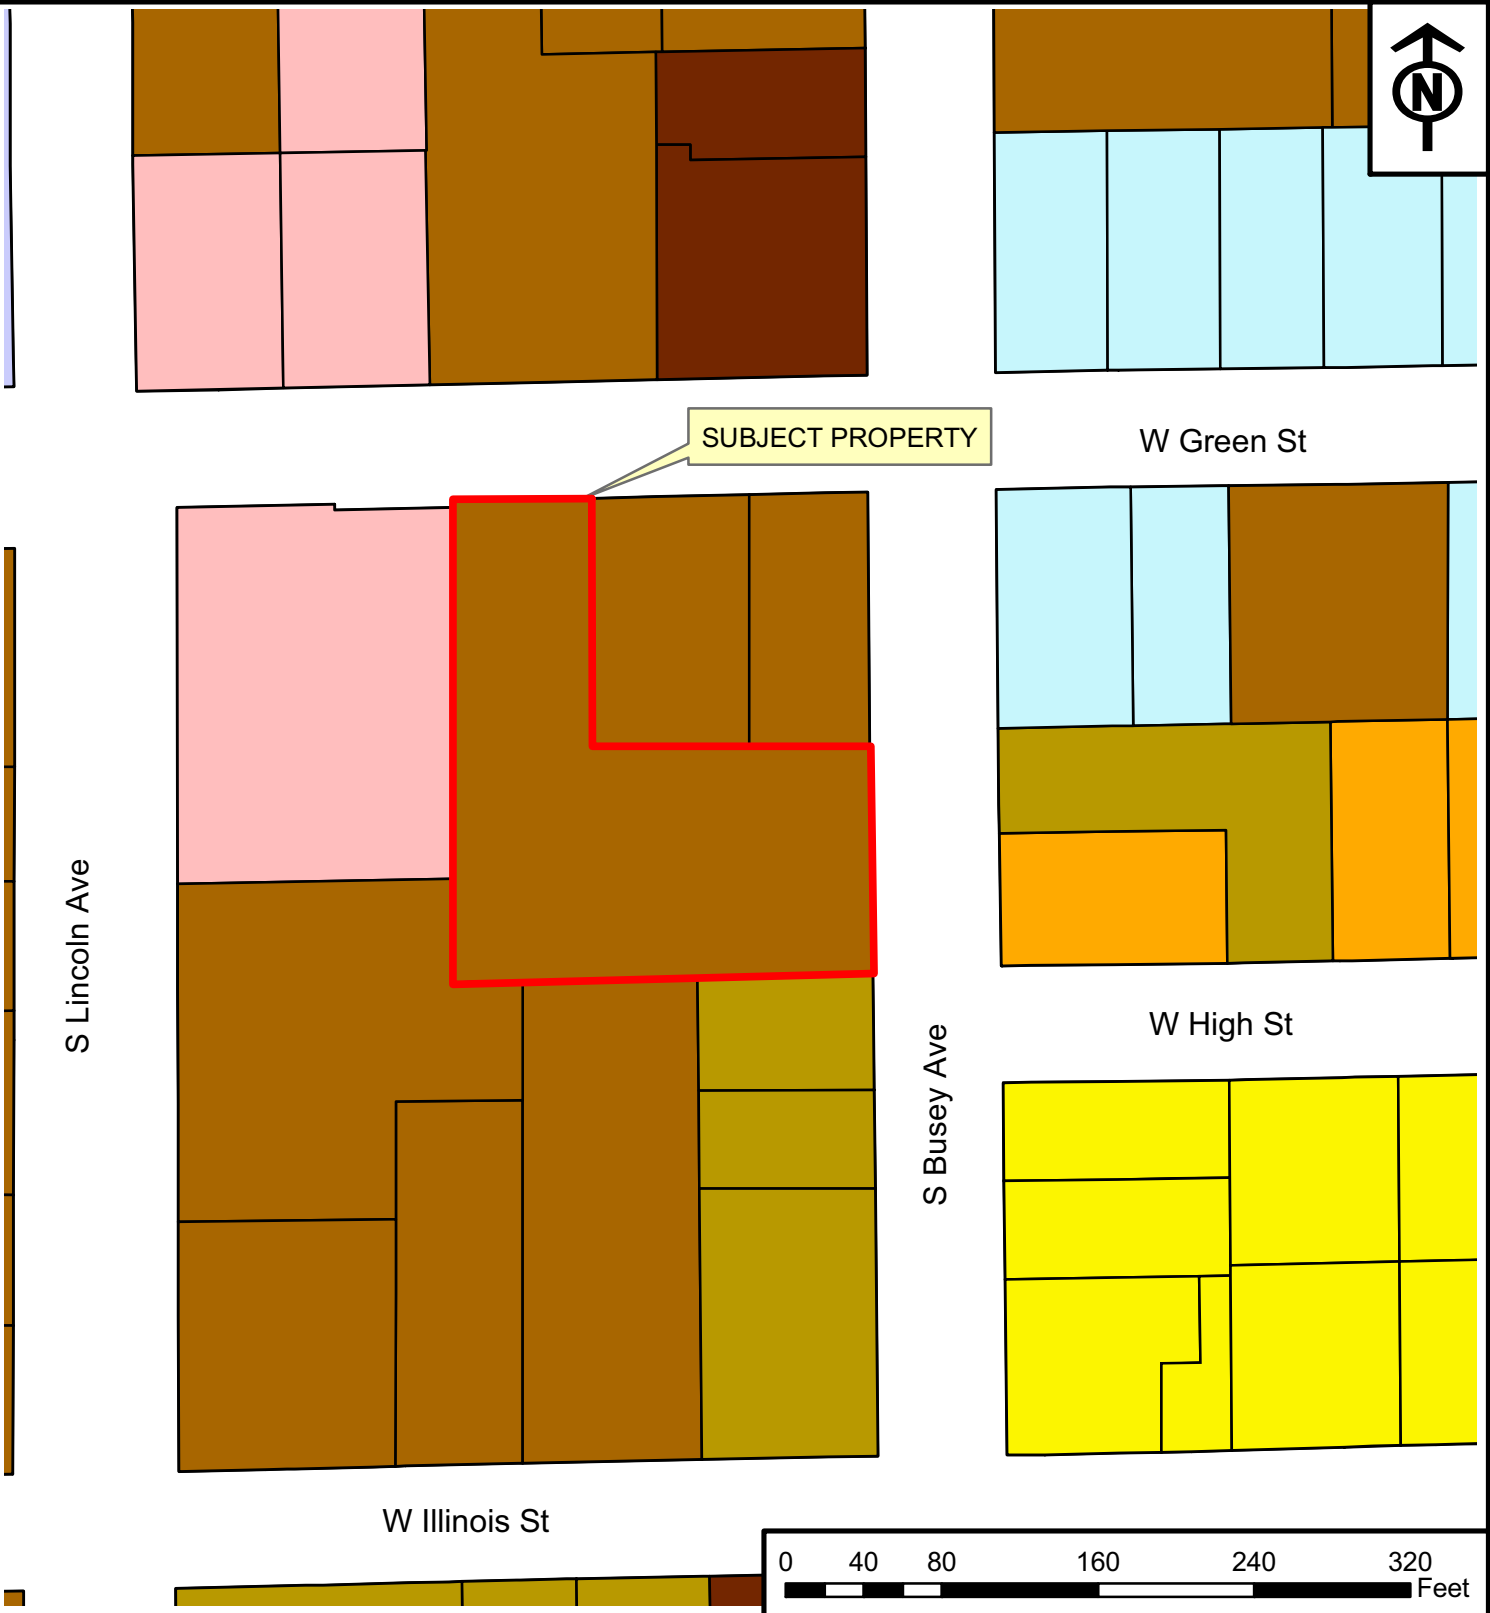 N
SUBJECT PROPERTY
W Green St
S Lincoln Ave
W High St
S Busey Ave
W Illinois St
0 40 80 160 240 320
Feet